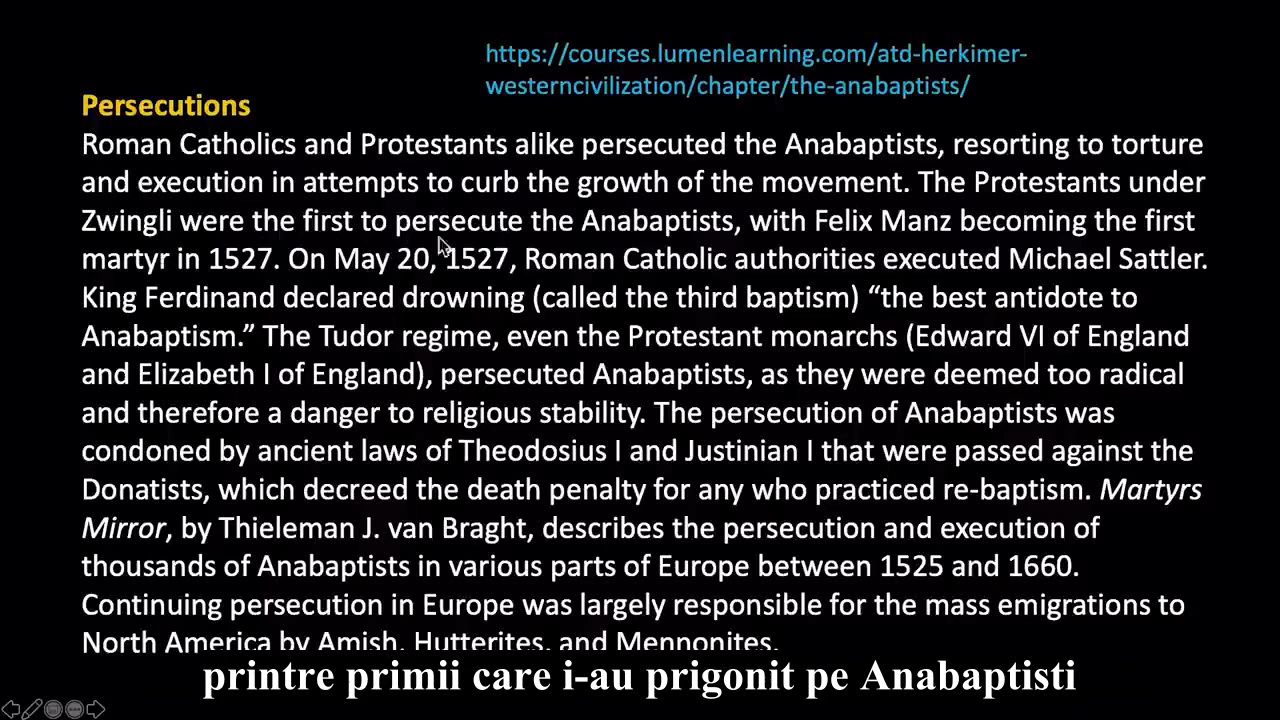 https://courses.lumenlearning.com/atd-herkimer-
westerncivilization/chapter/the-anabaptists/
Persecutions
Roman Catholics and Protestants alike persecuted the Anabaptists, resorting to torture
and execution in attempts to curb the growth of the movement. The Protestants under
Zwingli were the first to persecute the Anabaptists, with Felix Manz becoming the first
martyr in 1527. On May 20, 1527, Roman Catholic authorities executed Michael Sattler.
King Ferdinand declared drowning (called the third baptism) “the best antidote to
Anabaptism.” The Tudor regime, even the Protestant monarchs (Edward VI of England
and Elizabeth I of England), persecuted Anabaptists, as they were deemed too radical
and therefore a danger to religious stability. The persecution of Anabaptists was
condoned by ancient laws of Theodosius I and Justinian I that were passed against the
Donatists, which decreed the death penalty for any who practiced re-baptism. Martyrs
Mirror, by Thieleman J. van Braght, describes the persecution and execution of
thousands of Anabaptists in various parts of Europe between 1525 and 1660.
Continuing persecution in Europe was largely responsible for the mass emigrations to
North America by Amish, Hutterites, and Mennonites.
printre primii care i-au prigonit pe Anabaptisti